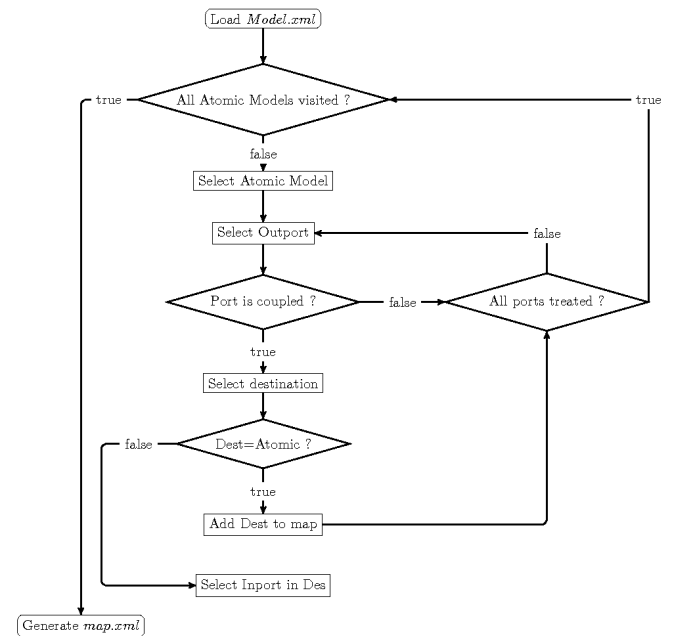 Load Model.xml
true
All Atomic Models visited ?
true
false
Select Atomic Model
Select Outport
false
Port is coupled ?
false
All ports treated ?
true
Select destination
false
Dest=Atomic ?
true
Add Dest to map
Select Inport in Des
Generate map.xml